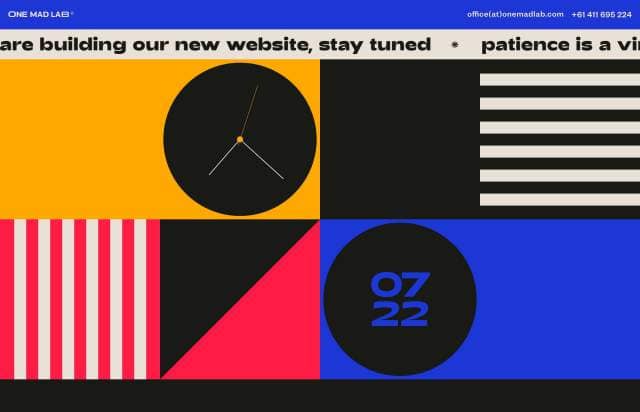 ONE MAD LAB®
office(at)onemadlab.com +61 411 695 224
are building our new website, stay tuned ✺ patience is a vir
07
22